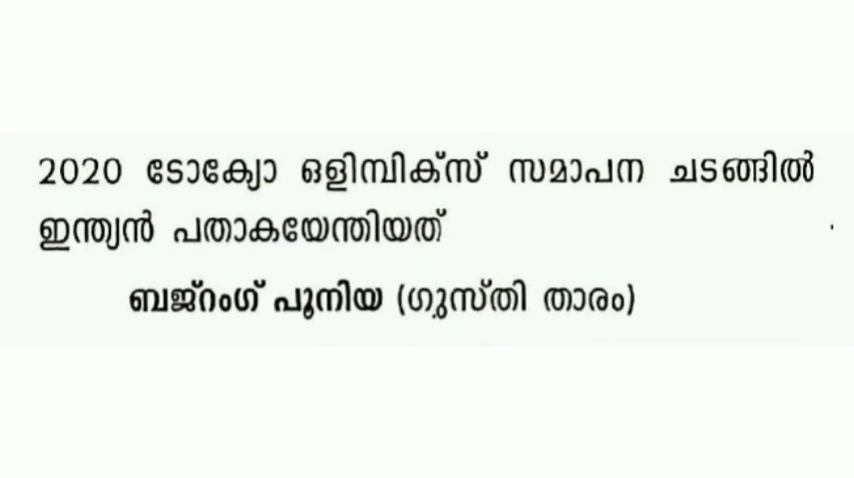 2020 ടോക്യോ ഒളിമ്പിക്സ് സമാപന ചടങ്ങിൽ
ഇന്ത്യൻ പതാകയേന്തിയത്
ബജ്റംഗ് പൂനിയ (ഗുസ്തി താരം)